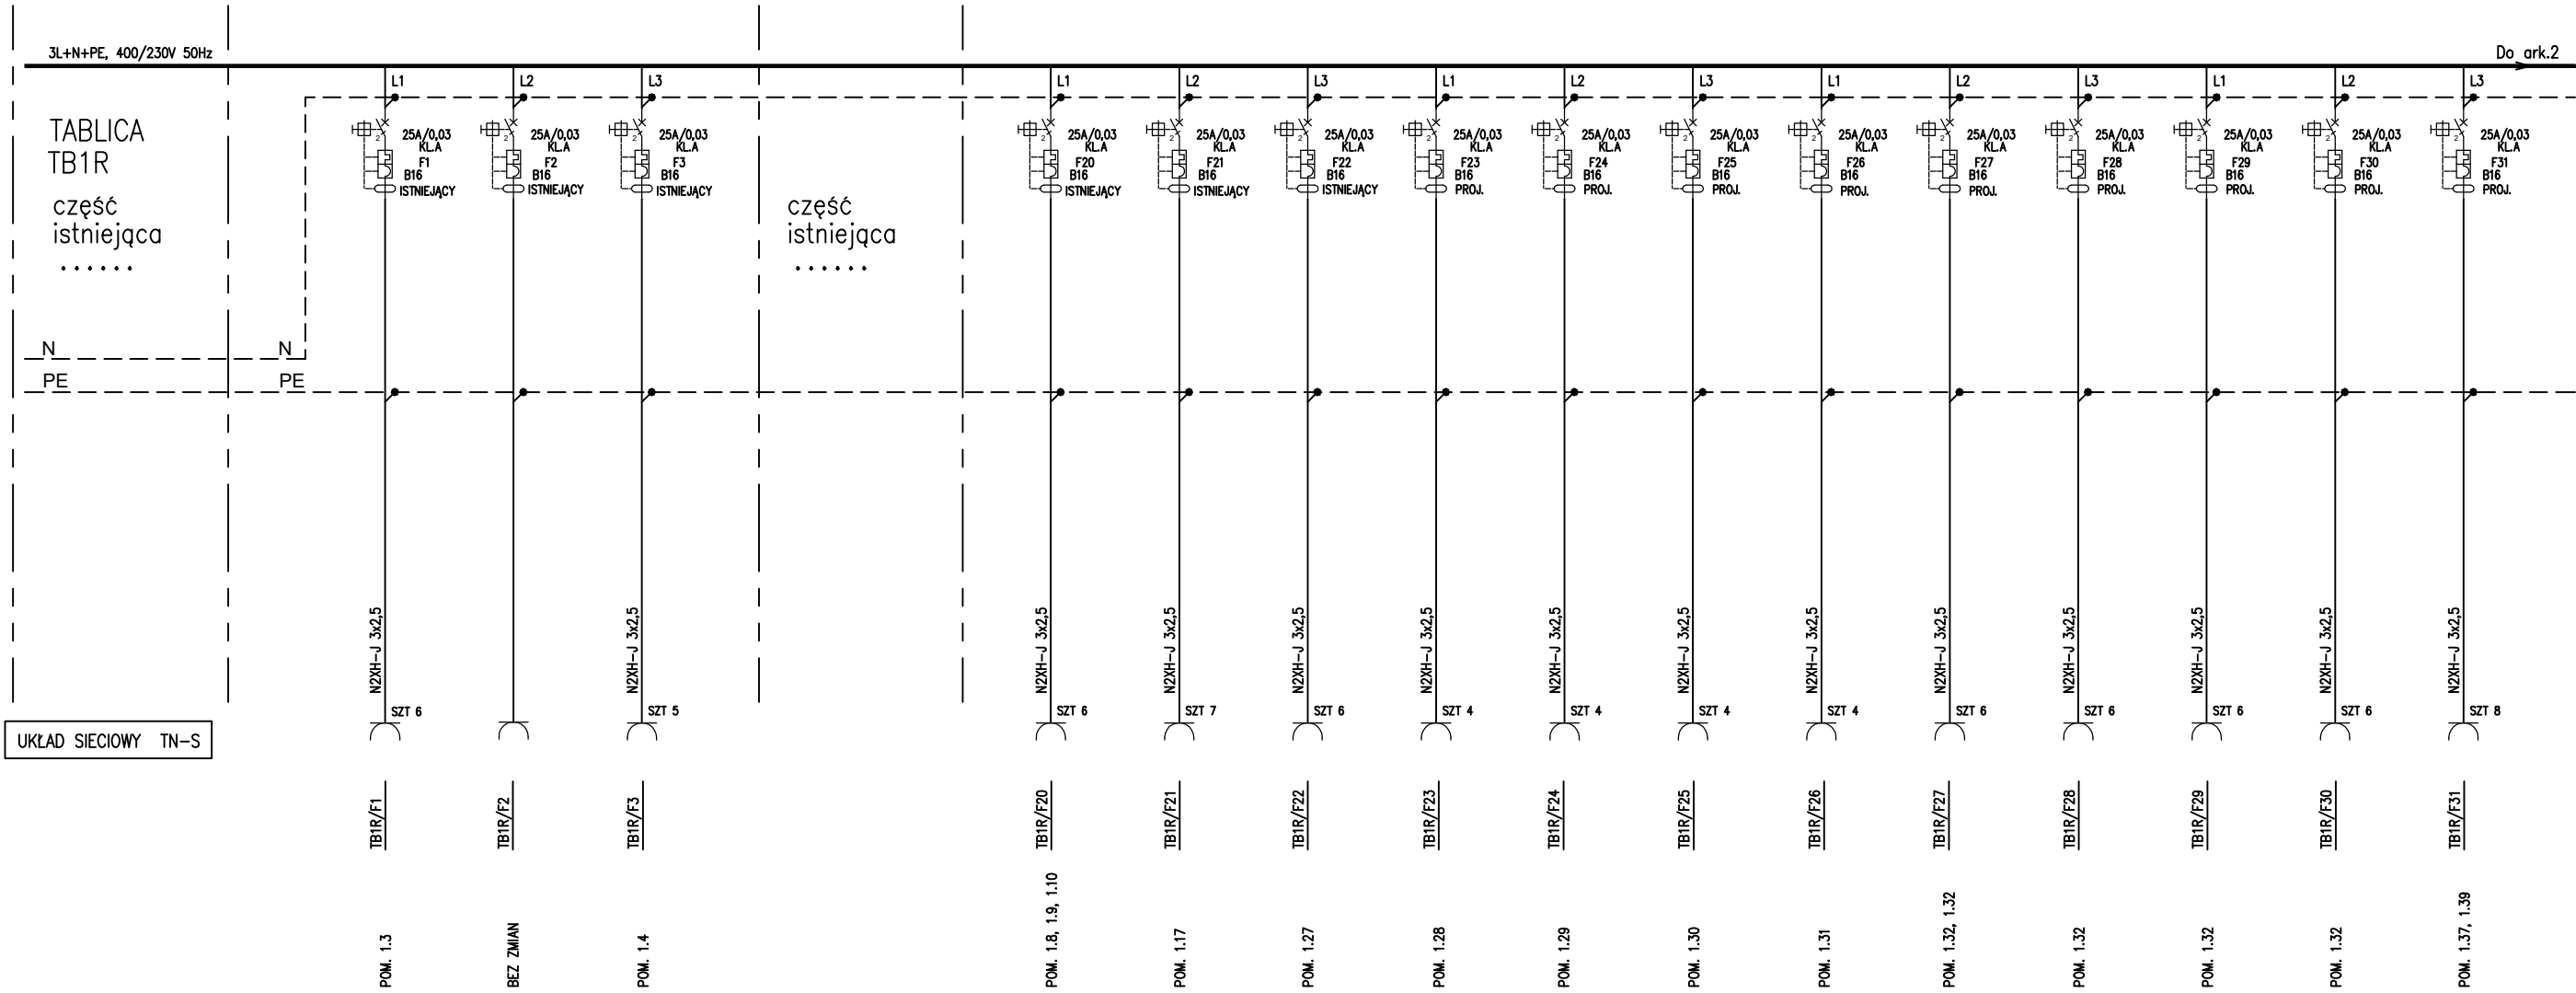 3L+N+PE, 400/230V 50Hz
Do ark.2
TABLICA
TB1R
część
istniejąca
......
N
N
PE
PE
UKŁAD SIECIOWY TN-S
L1
25A/0,03
KL.A
F1
B16
ISTNIEJĄCY
N2XH-J 3x2,5
SZT 6
TB1R/F1
POM. 1.3
L2
25A/0,03
KL.A
F2
B16
ISTNIEJĄCY
TB1R/F2
BEZ ZMIAN
L3
25A/0,03
KL.A
F3
B16
ISTNIEJĄCY
N2XH-J 3x2,5
SZT 5
TB1R/F3
POM. 1.4
część
istniejąca
......
L1
25A/0,03
KL.A
F20
B16
ISTNIEJĄCY
N2XH-J 3x2,5
SZT 6
TB1R/F20
POM. 1.8, 1.9, 1.10
L2
25A/0,03
KL.A
F21
B16
ISTNIEJĄCY
N2XH-J 3x2,5
SZT 7
TB1R/F21
POM. 1.17
L3
25A/0,03
KL.A
F22
B16
ISTNIEJĄCY
N2XH-J 3x2,5
SZT 6
TB1R/F22
POM. 1.27
L1
25A/0,03
KL.A
F23
B16
PROJ.
N2XH-J 3x2,5
SZT 4
TB1R/F23
POM. 1.28
L2
25A/0,03
KL.A
F24
B16
PROJ.
N2XH-J 3x2,5
SZT 4
TB1R/F24
POM. 1.29
L3
25A/0,03
KL.A
F25
B16
PROJ.
N2XH-J 3x2,5
SZT 4
TB1R/F25
POM. 1.30
L1
25A/0,03
KL.A
F26
B16
PROJ.
N2XH-J 3x2,5
SZT 4
TB1R/F26
POM. 1.31
L2
25A/0,03
KL.A
F27
B16
PROJ.
N2XH-J 3x2,5
SZT 6
TB1R/F27
POM. 1.32, 1.32
L3
25A/0,03
KL.A
F28
B16
PROJ.
N2XH-J 3x2,5
SZT 6
TB1R/F28
POM. 1.32
L1
25A/0,03
KL.A
F29
B16
PROJ.
N2XH-J 3x2,5
SZT 6
TB1R/F29
POM. 1.32
L2
25A/0,03
KL.A
F30
B16
PROJ.
N2XH-J 3x2,5
SZT 6
TB1R/F30
POM. 1.32
L3
25A/0,03
KL.A
F31
B16
PROJ.
N2XH-J 3x2,5
SZT 8
TB1R/F31
POM. 1.37, 1.39